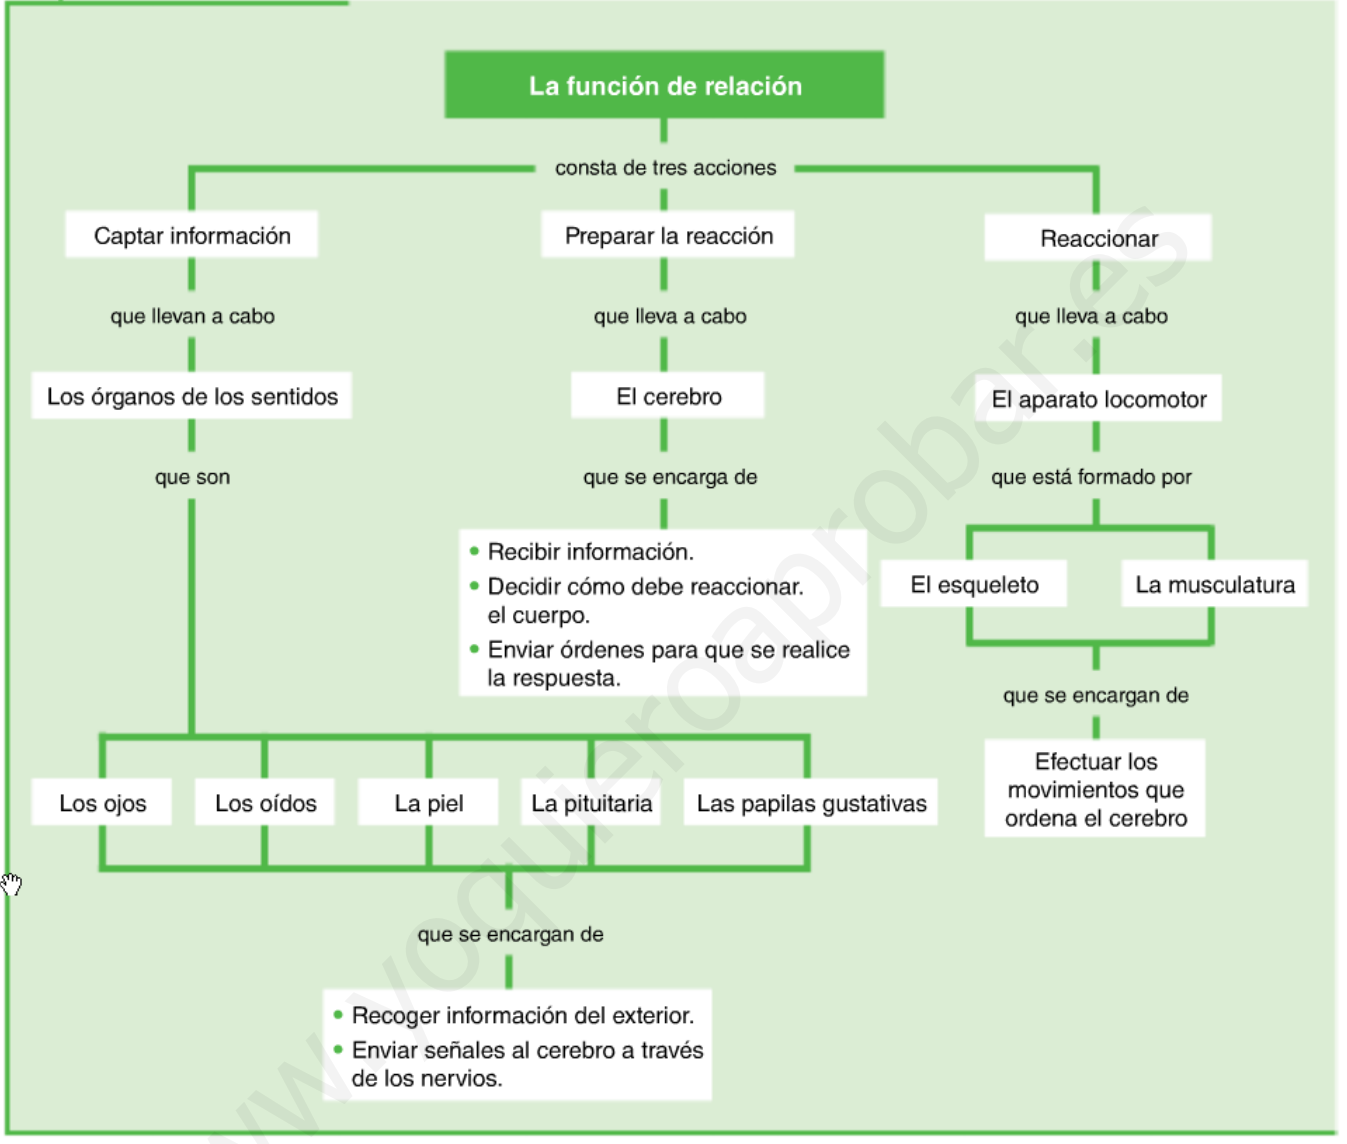 La función de relación
consta de tres acciones
Captar información
Preparar la reacción
Reaccionar
que llevan a cabo
que lleva a cabo
que lleva a cabo
Los órganos de los sentidos
El cerebro
El aparato locomotor
que son
que se encarga de
que está formado por
• Recibir información.
• Decidir cómo debe reaccionar.
el cuerpo.
• Enviar órdenes para que se realice
la respuesta.
El esqueleto
La musculatura
que se encargan de
Efectuar los
movimientos que
ordena el cerebro
Los ojos
Los oídos
La piel
La pituitaria
Las papilas gustativas
que se encargan de
• Recoger información del exterior.
• Enviar señales al cerebro a través
de los nervios.
www.yoquieroaprobar.es